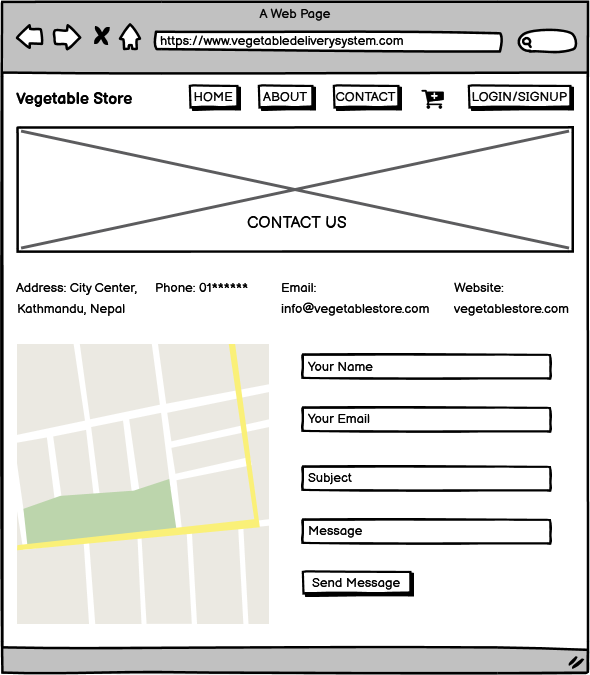 A Web Page
https://www.vegetabledeliverysystem.com
Vegetable Store
HOME
ABOUT
CONTACT
LOGIN/SIGNUP
CONTACT US
Address: City Center,
Kathmandu, Nepal
Phone: 01******
Email:
info@vegetablestore.com
Website:
vegetablestore.com
Your Name
Your Email
Subject
Message
Send Message